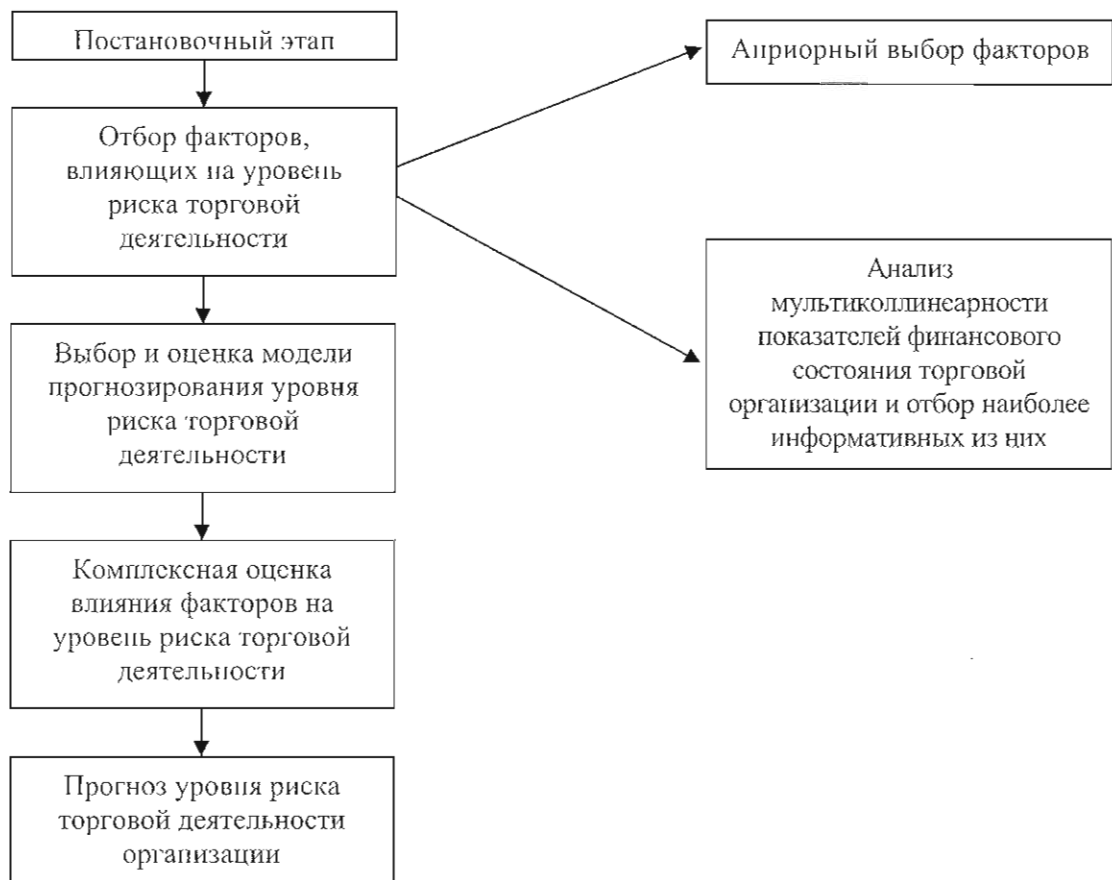 Постановочный этап
Априорный выбор факторов
Отбор факторов,
влияющих на уровень
риска торговой
деятельности
Анализ
мультиколлинеарности
показателей финансового
состояния торговой
организации и отбор наиболее
информативных из них
Выбор и оценка модели
прогнозирования уровня
риска торговой
деятельности
Комплексная оценка
влияния факторов на
уровень риска торговой
деятельности
Прогноз уровня риска
торговой деятельности
организации